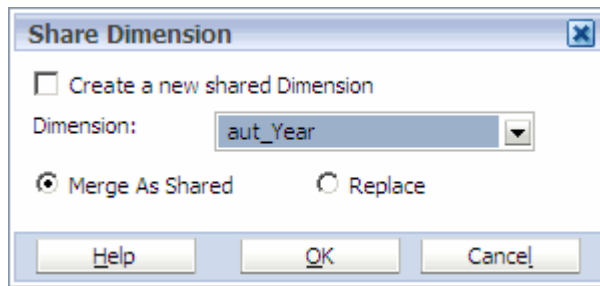 Share Dimension
Create a new shared Dimension
Dimension: aut_Year
Merge As Shared Replace
Help OK Cancel